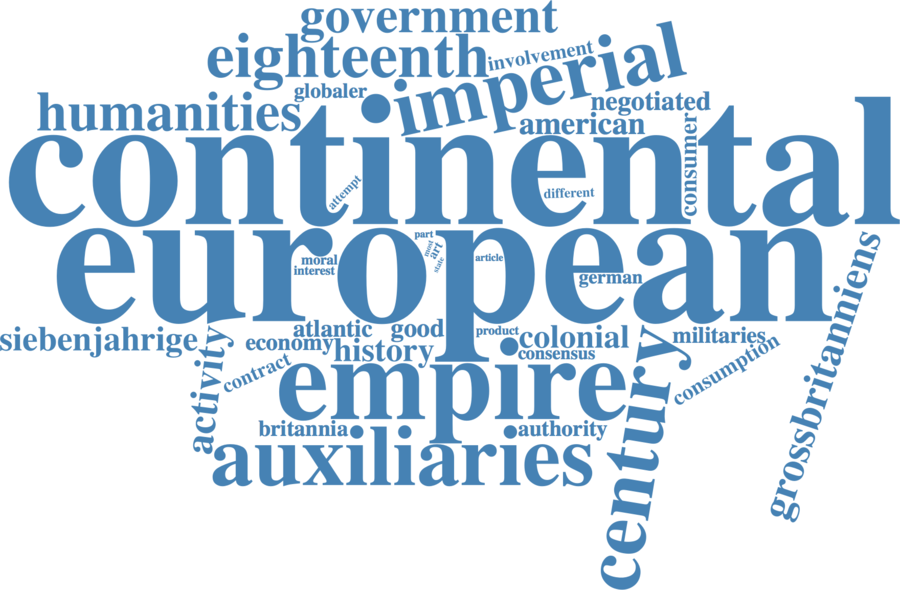 government
eighteenth
involvement
imperial
globaler
humanities
negotiated
american
continental
consumer
attempt
different
european
part
most
art
state
moral
interest
article
german
grossbritanniens
siebenjahrige
activity
atlantic
good
product
colonial
militaries
economy
history
consensus
contract
consumption
empire
century
britannia
authority
auxiliaries